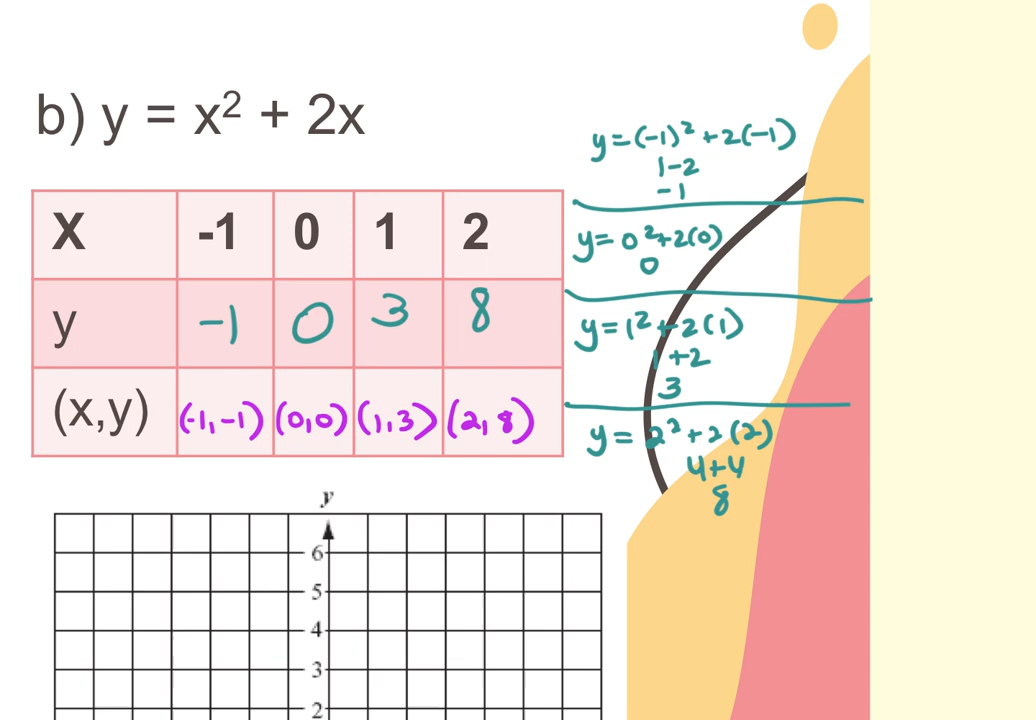 b) y = x² + 2x
X -1 0 1 2
y -1 0 3 8
(x,y) (-1,-1) (0,0) (1,3) (2,8)
y=(-1)²+2(-1)
1-2
-1
y=0²+2(0)
0
y=1²+2(1)
1+2
3
y=2²+2(2)
4+4
8
y
6
5
4
3
2